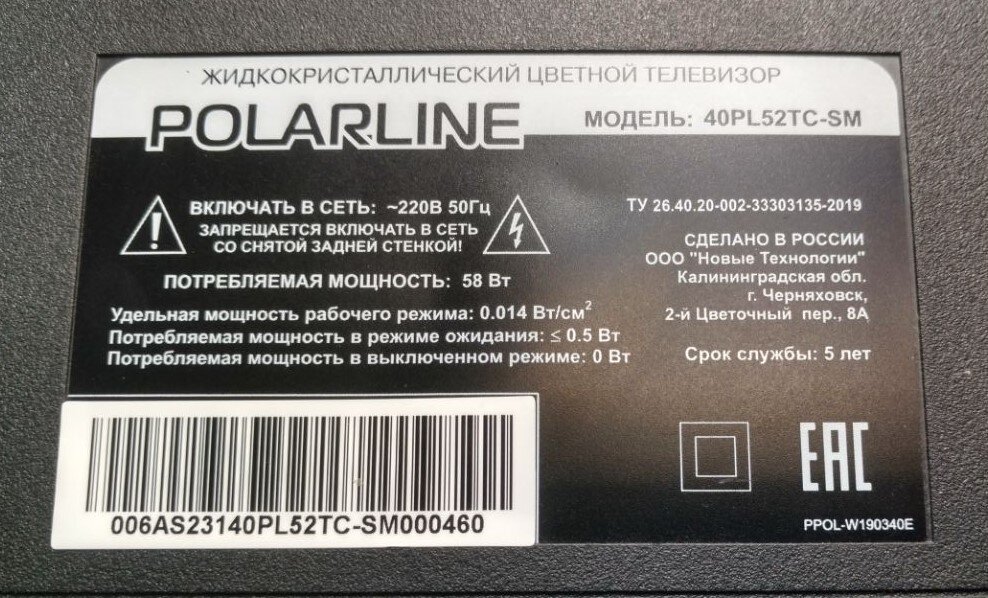 ЖИДКОКРИСТАЛЛИЧЕСКИЙ ЦВЕТНОЙ ТЕЛЕВИЗОР
POLARLINE
МОДЕЛЬ: 40PL52TC-SM
ВКЛЮЧАТЬ В СЕТЬ: ~220В 50Гц
ЗАПРЕЩАЕТСЯ ВКЛЮЧАТЬ В СЕТЬ
СО СНЯТОЙ ЗАДНЕЙ СТЕНКОЙ!
ПОТРЕБЛЯЕМАЯ МОЩНОСТЬ: 58 Вт
Удельная мощность рабочего режима: 0.014 Вт/см²
Потребляемая мощность в режиме ожидания: ≤ 0.5 Вт
Потребляемая мощность в выключенном режиме: 0 Вт
ТУ 26.40.20-002-33303135-2019
СДЕЛАНО В РОССИИ
ООО "Новые Технологии"
Калининградская обл.
г. Черняховск,
2-й Цветочный пер., 8А
Срок службы: 5 лет
006AS23140PL52TC-SM000460
EAC
PPOL-W190340E